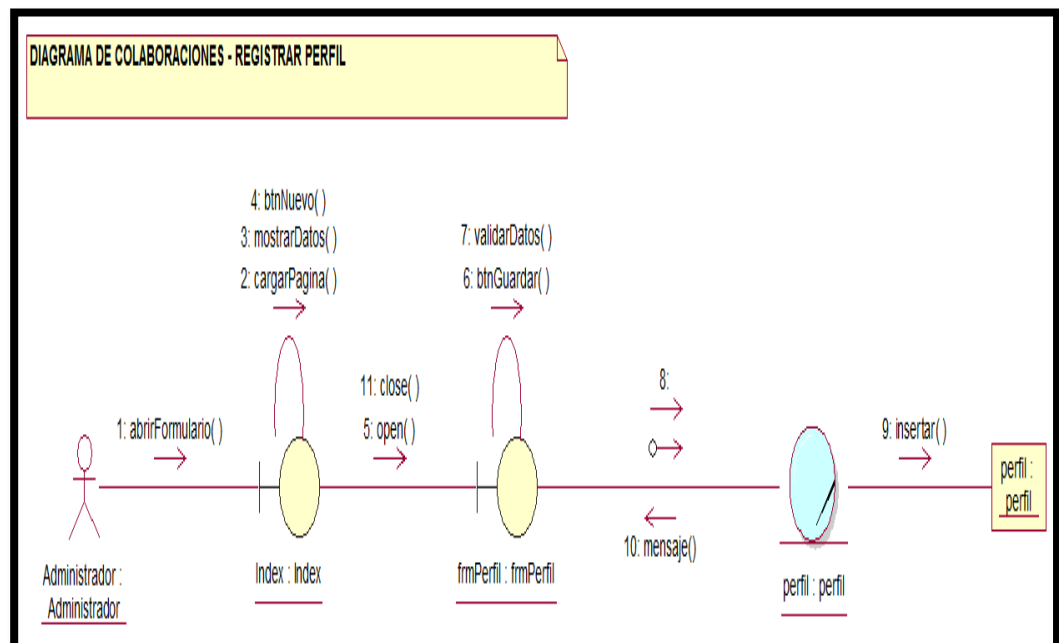 DIAGRAMA DE COLABORACIONES - REGISTRAR PERFIL
4: btnNuevo( )
3: mostrarDatos( )
2: cargarPagina( )
7: validarDatos( )
6: btnGuardar( )
11: close( )
5: open( )
8:
1: abrirFormulario( )
9: insertar( )
10: mensaje()
Administrador :
Administrador
Index : Index
frmPerfil : frmPerfil
perfil : perfil
perfil :
perfil